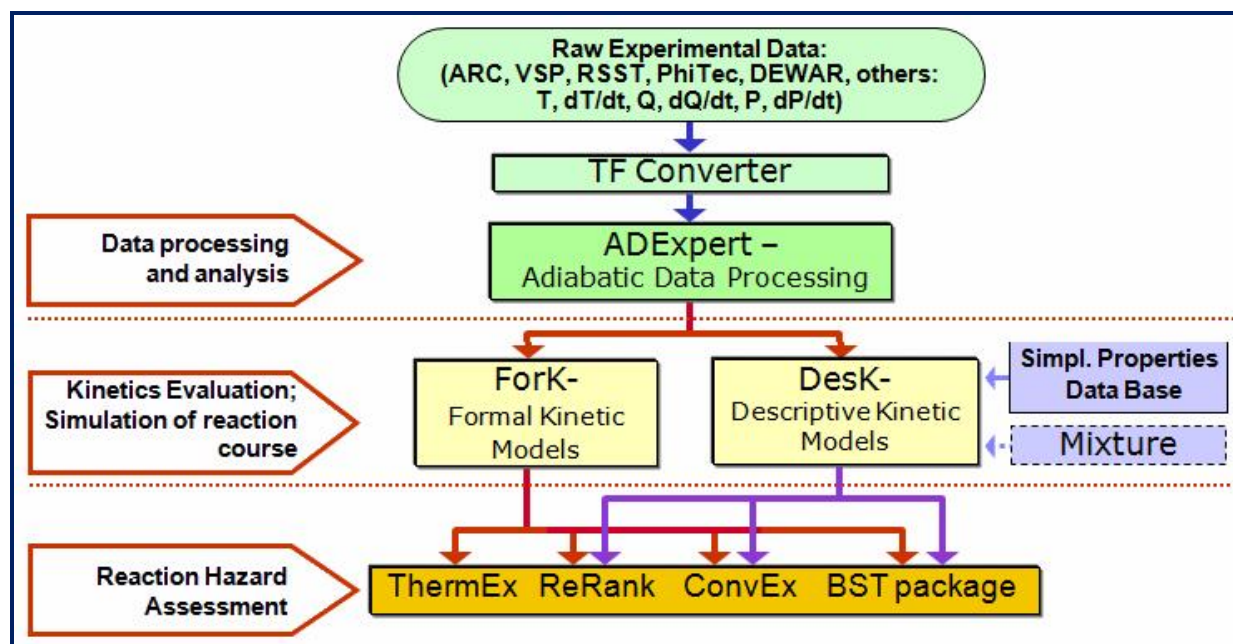 Raw Experimental Data:
(ARC, VSP, RSST, PhiTec, DEWAR, others:
T, dT/dt, Q, dQ/dt, P, dP/dt)
TF Converter
Data processing
and analysis
ADExpert –
Adiabatic Data Processing
Kinetics Evaluation;
Simulation of reaction
course
ForK-
Formal Kinetic
Models
DesK-
Descriptive Kinetic
Models
Simpl. Properties
Data Base
Mixture
Reaction Hazard
Assessment
ThermEx ReRank ConvEx BST package